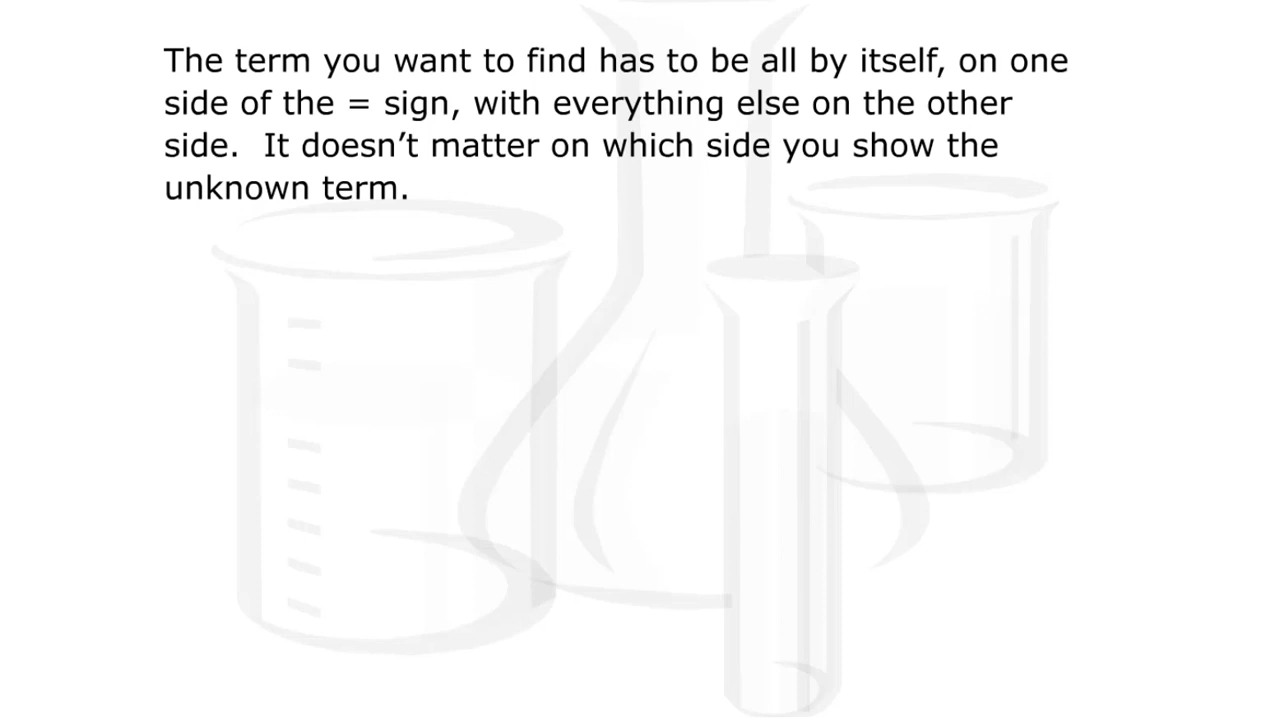 The term you want to find has to be all by itself, on one
side of the = sign, with everything else on the other
side.  It doesn’t matter on which side you show the
unknown term.